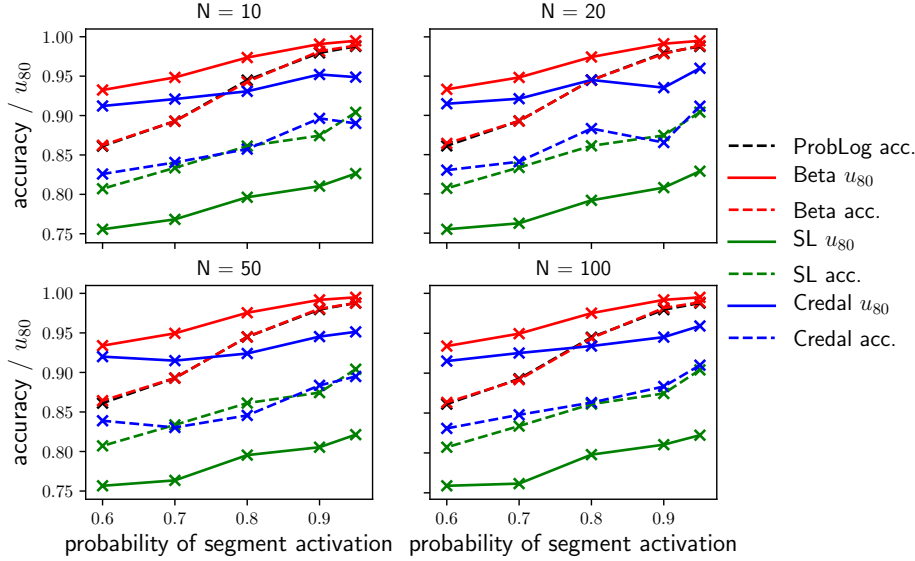 N = 10
N = 20
accuracy / u₈₀
1.00
0.95
0.90
0.85
0.80
0.75
ProbLog acc.
Beta u₈₀
Beta acc.
SL u₈₀
SL acc.
Credal u₈₀
Credal acc.
N = 50
N = 100
accuracy / u₈₀
1.00
0.95
0.90
0.85
0.80
0.75
0.6 0.7 0.8 0.9
0.6 0.7 0.8 0.9
probability of segment activation
probability of segment activation